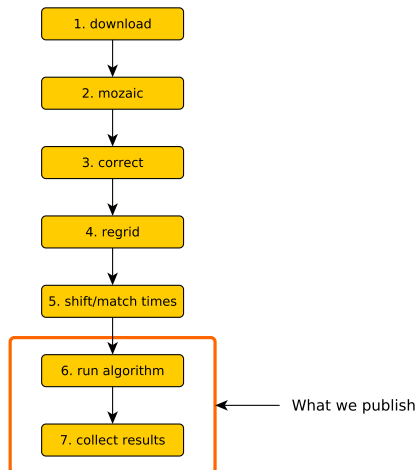 1. download
2. mozaic
3. correct
4. regrid
5. shift/match times
6. run algorithm
What we publish
7. collect results